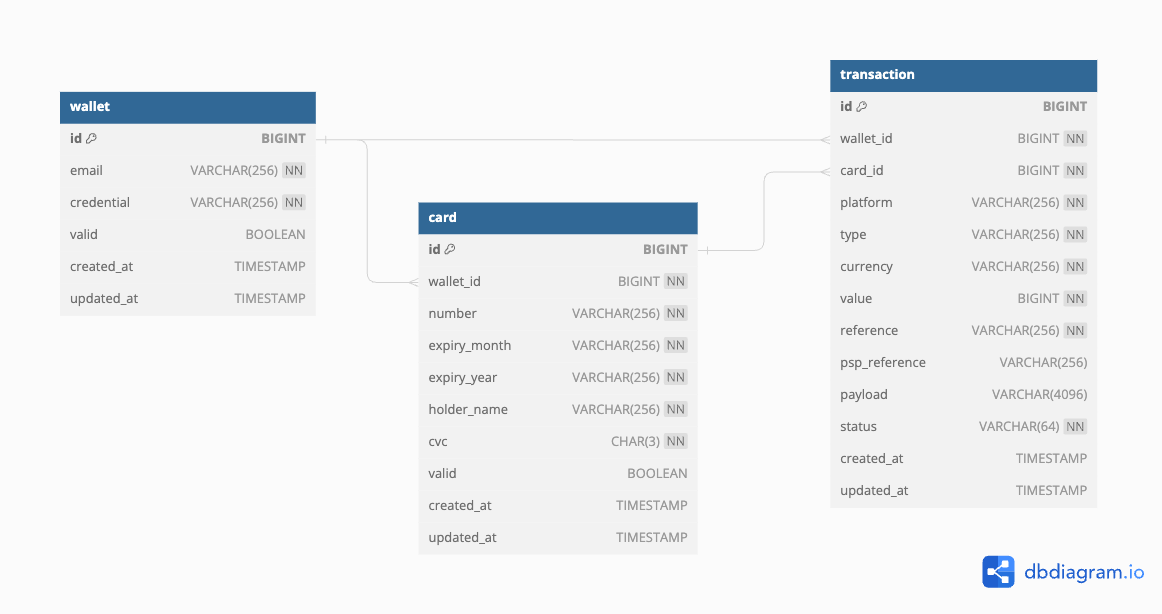 wallet
id BIGINT
email VARCHAR(256) NN
credential VARCHAR(256) NN
valid BOOLEAN
created_at TIMESTAMP
updated_at TIMESTAMP
card
id BIGINT
wallet_id BIGINT NN
number VARCHAR(256) NN
expiry_month VARCHAR(256) NN
expiry_year VARCHAR(256) NN
holder_name VARCHAR(256) NN
cvc CHAR(3) NN
valid BOOLEAN
created_at TIMESTAMP
updated_at TIMESTAMP
transaction
id BIGINT
wallet_id BIGINT NN
card_id BIGINT NN
platform VARCHAR(256) NN
type VARCHAR(256) NN
currency VARCHAR(256) NN
value BIGINT NN
reference VARCHAR(256) NN
psp_reference VARCHAR(256)
payload VARCHAR(4096)
status VARCHAR(64) NN
created_at TIMESTAMP
updated_at TIMESTAMP
dbdiagram.io